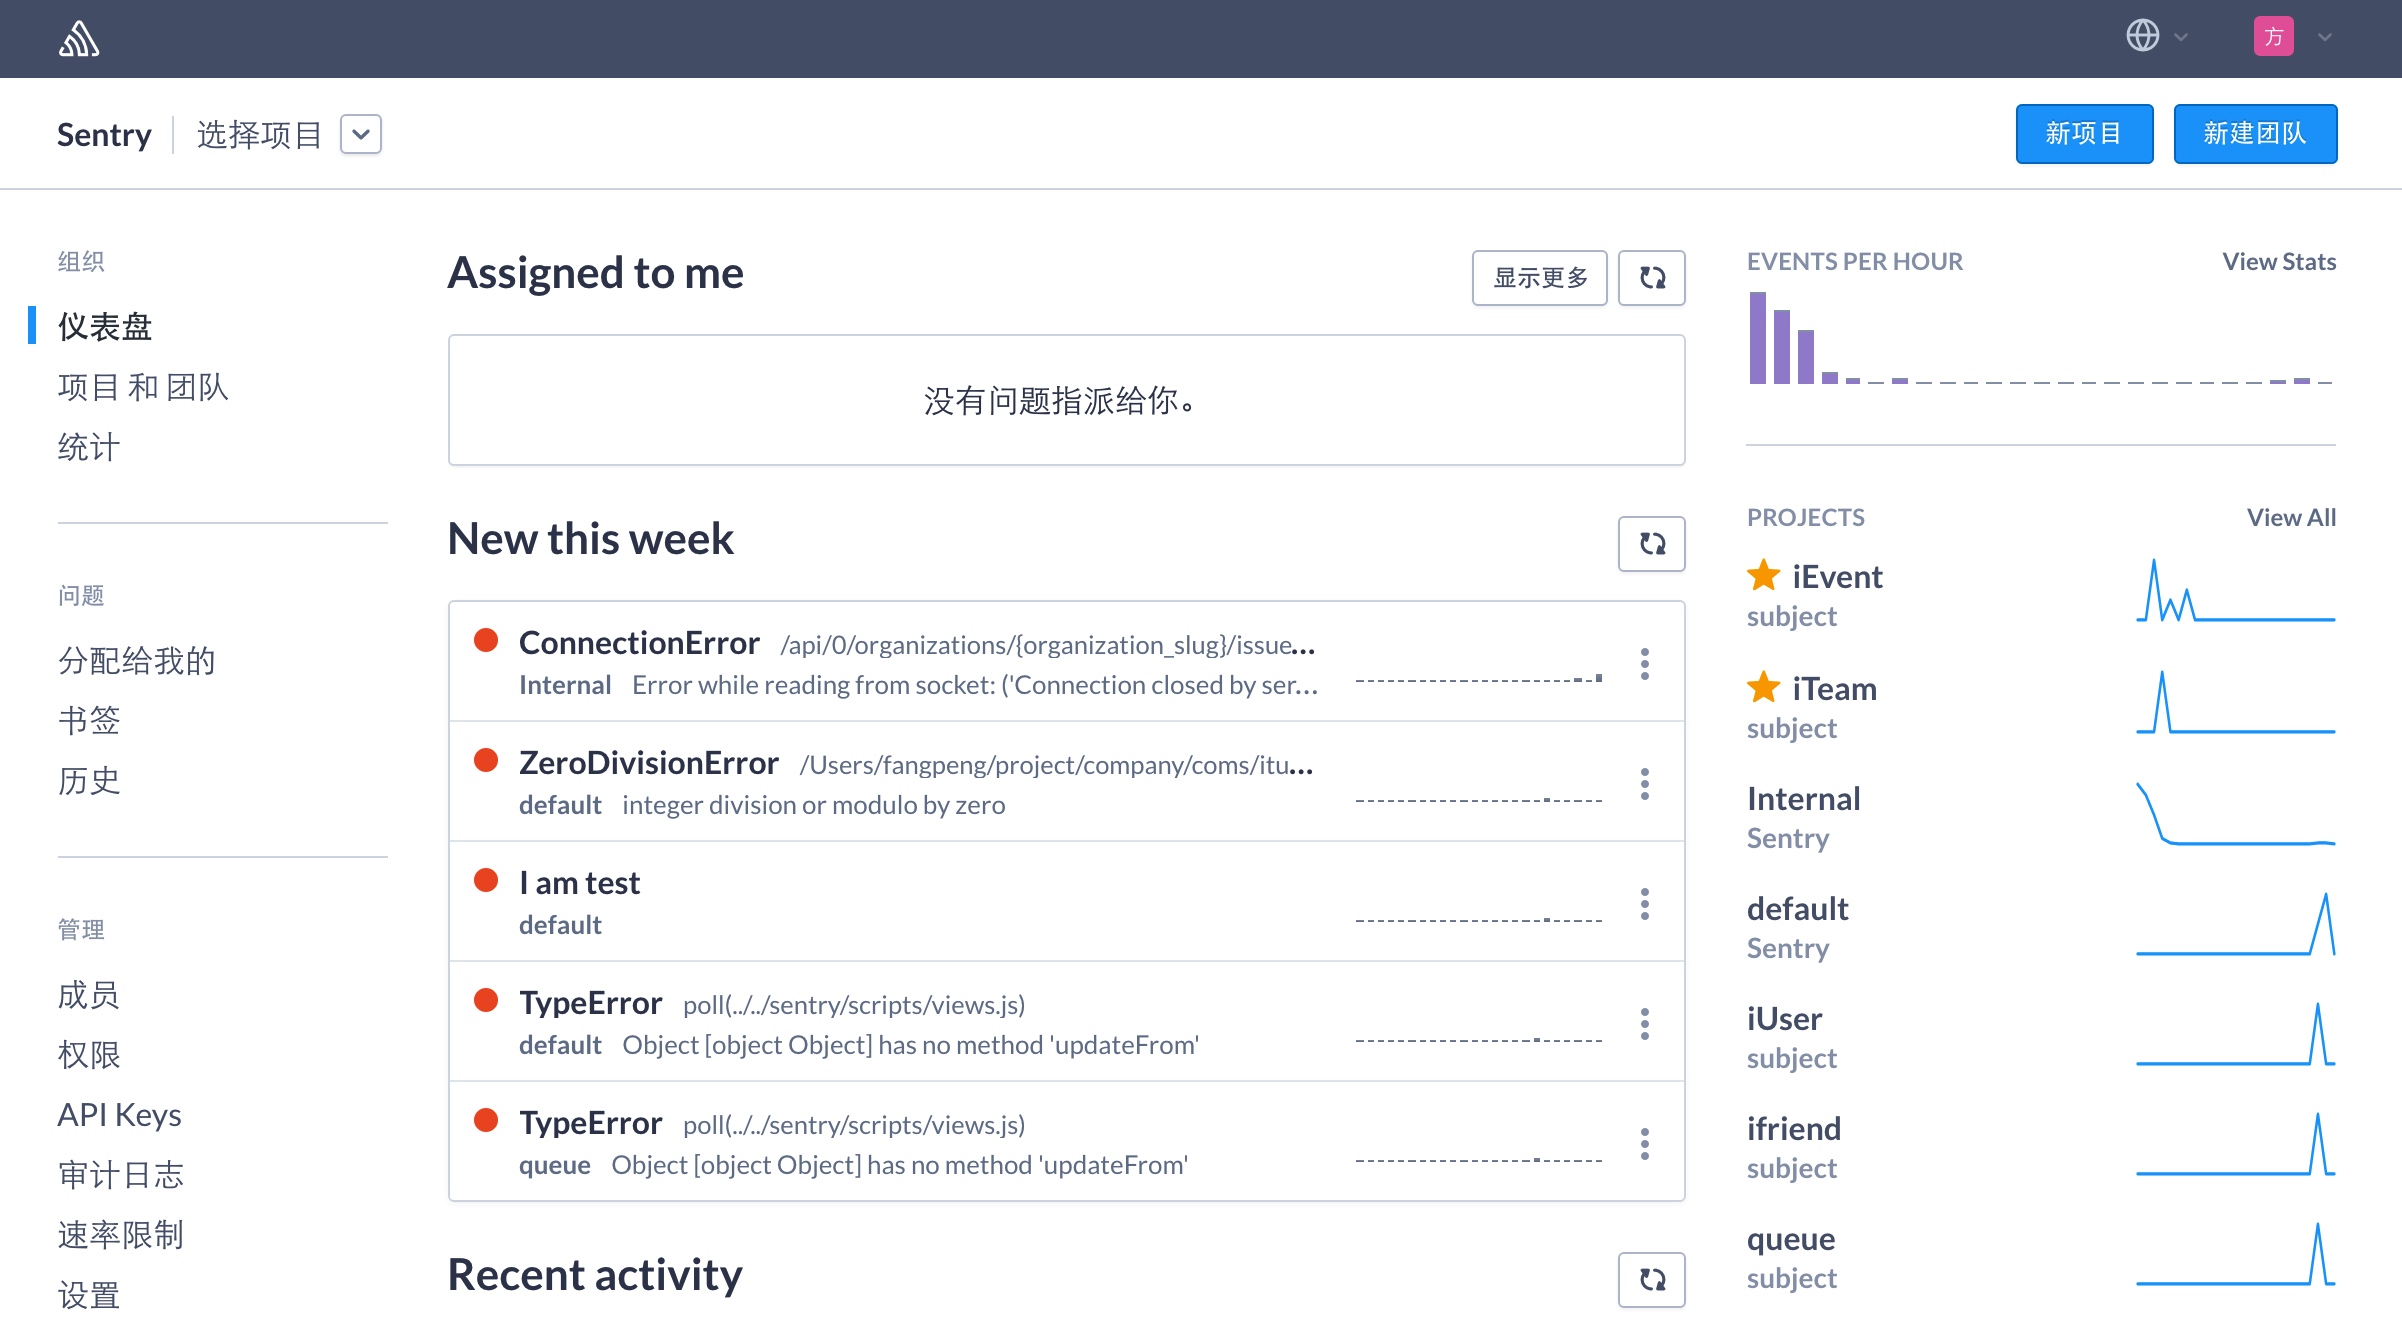 方
Sentry 选择项目
新项目 新建团队
组织
仪表盘
项目 和 团队
统计
问题
分配给我的
书签
历史
管理
成员
权限
API Keys
审计日志
速率限制
设置
Assigned to me
显示更多
没有问题指派给你。
New this week
ConnectionError /api/0/organizations/{organization_slug}/issue...
Internal Error while reading from socket: ('Connection closed by ser...
ZeroDivisionError /Users/fangpeng/project/company/coms/itu...
default integer division or modulo by zero
I am test
default
TypeError poll(../../sentry/scripts/views.js)
default Object [object Object] has no method 'updateFrom'
TypeError poll(../../sentry/scripts/views.js)
queue Object [object Object] has no method 'updateFrom'
Recent activity
EVENTS PER HOUR View Stats
PROJECTS View All
iEvent
subject
iTeam
subject
Internal
Sentry
default
Sentry
iUser
subject
ifriend
subject
queue
subject